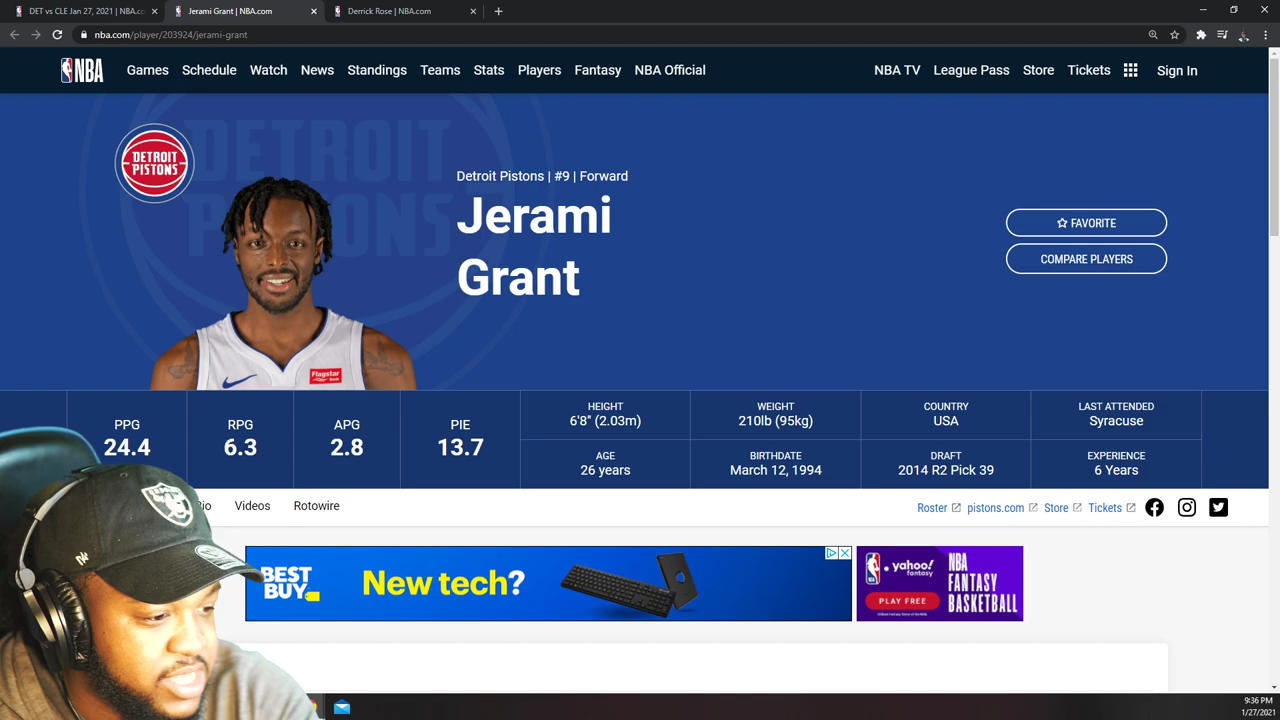 DET vs CLE Jan 27, 2021 | NBA.co
Jerami Grant | NBA.com
Derrick Rose | NBA.com
nba.com/player/203924/jerami-grant
NBA
Games
Schedule
Watch
News
Standings
Teams
Stats
Players
Fantasy
NBA Official
NBA TV
League Pass
Store
Tickets
Sign In
DETROIT
PISTONS
DETROIT
PISTONS
Detroit Pistons | #9 | Forward
Jerami
Grant
FAVORITE
COMPARE PLAYERS
Flagstar
Bank
PPG
24.4
RPG
6.3
APG
2.8
PIE
13.7
HEIGHT
6'8" (2.03m)
WEIGHT
210lb (95kg)
COUNTRY
USA
LAST ATTENDED
Syracuse
AGE
26 years
BIRTHDATE
March 12, 1994
DRAFT
2014 R2 Pick 39
EXPERIENCE
6 Years
Bio
Videos
Rotowire
Roster
pistons.com
Store
Tickets
BEST
BUY
New tech?
yahoo!
fantasy
PLAY FREE
NBA
FANTASY
BASKETBALL
9:36 PM
1/27/2021